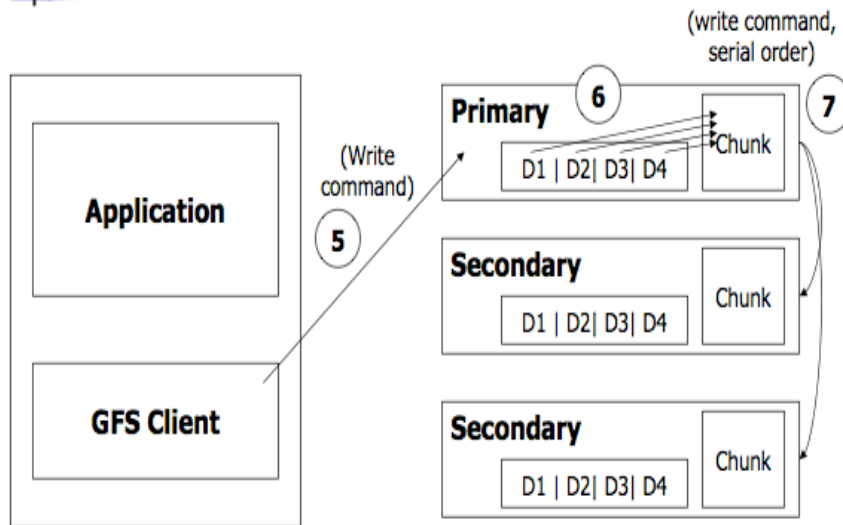 (write command,
serial order)
6
7
Primary
Chunk
D1 | D2| D3| D4
(Write
command)
5
Application
Secondary
Chunk
D1 | D2| D3| D4
GFS Client
Secondary
Chunk
D1 | D2| D3| D4